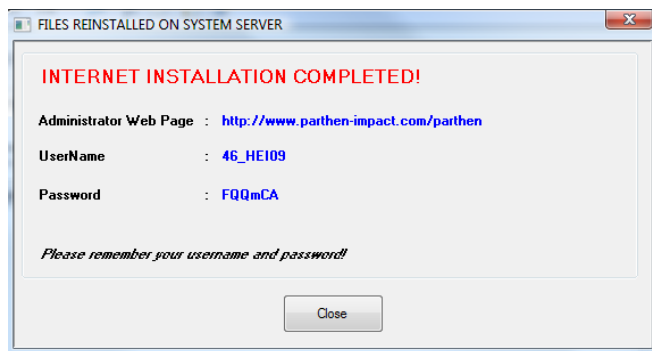 FILES REINSTALLED ON SYSTEM SERVER
INTERNET INSTALLATION COMPLETED!
Administrator Web Page : http://www.parthen-impact.com/parthen
UserName : 46_HEI09
Password : FQQmCA
Please remember your username and password!
Close